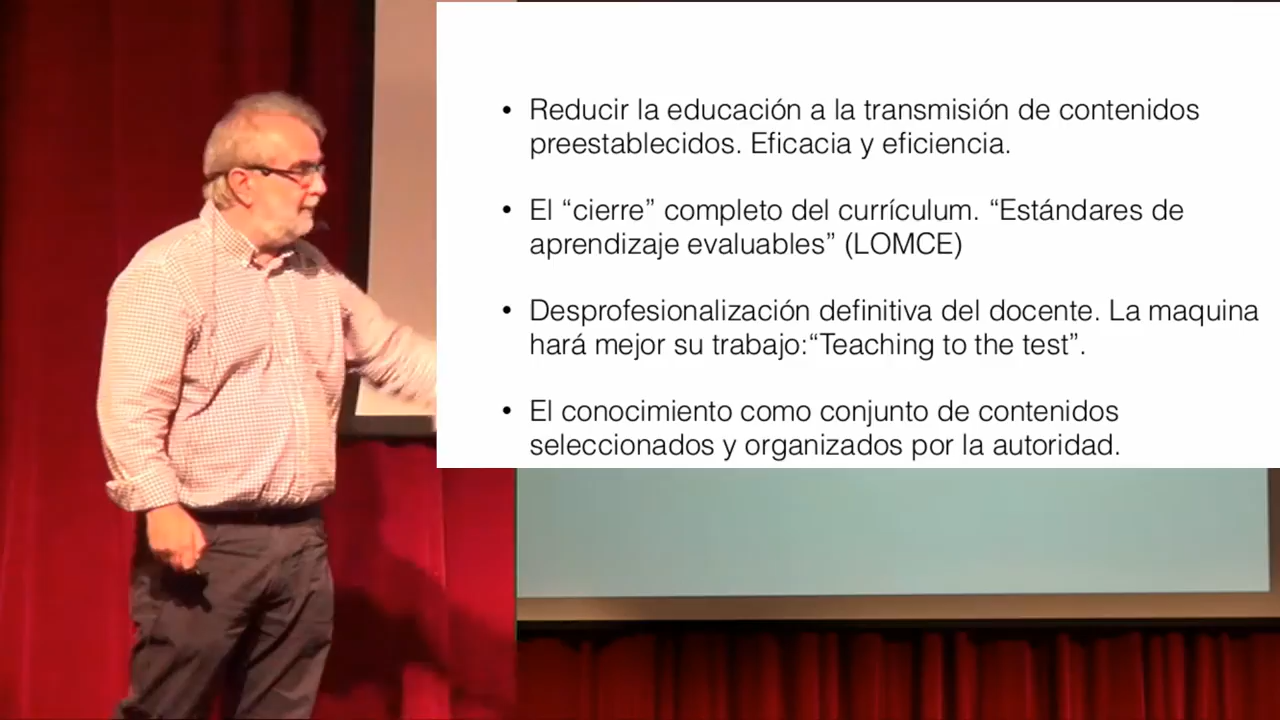 • Reducir la educación a la transmisión de contenidos
preestablecidos. Eficacia y eficiencia.
• El “cierre” completo del currículum. “Estándares de
aprendizaje evaluables” (LOMCE)
• Desprofesionalización definitiva del docente. La maquina
hará mejor su trabajo:“Teaching to the test”.
• El conocimiento como conjunto de contenidos
seleccionados y organizados por la autoridad.